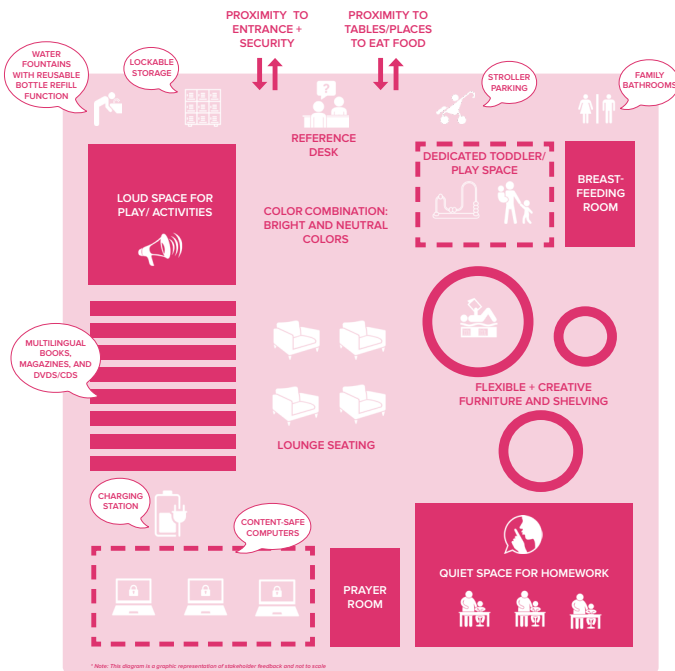 PROXIMITY TO
ENTRANCE +
SECURITY
PROXIMITY TO
TABLES/PLACES
TO EAT FOOD
WATER
FOUNTAINS
WITH REUSABLE
BOTTLE REFILL
FUNCTION
LOCKABLE
STORAGE
?
REFERENCE
DESK
STROLLER
PARKING
FAMILY
BATHROOMS
LOUD SPACE FOR
PLAY/ ACTIVITIES
COLOR COMBINATION:
BRIGHT AND NEUTRAL
COLORS
DEDICATED TODDLER/
PLAY SPACE
BREAST-
FEEDING
ROOM
MULTILINGUAL
BOOKS,
MAGAZINES, AND
DVDS/CDS
LOUNGE SEATING
FLEXIBLE + CREATIVE
FURNITURE AND SHELVING
CHARGING
STATION
CONTENT-SAFE
COMPUTERS
PRAYER
ROOM
QUIET SPACE FOR HOMEWORK
* Note: This diagram is a graphic representation of stakeholder feedback and not to scale